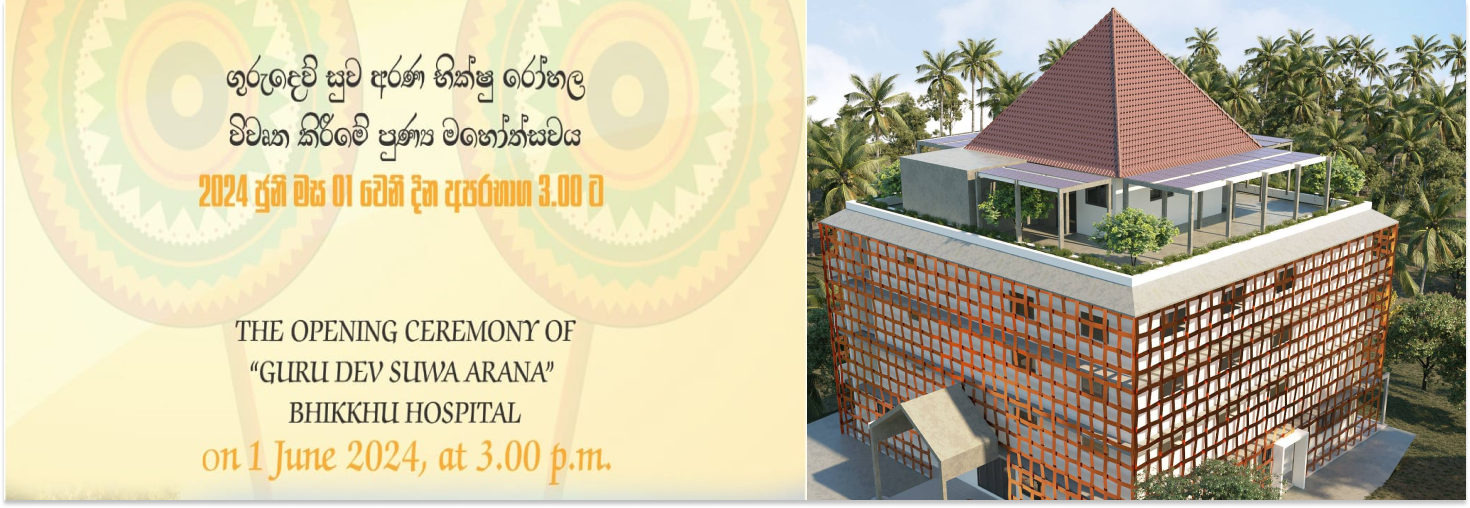 ගුරුදෙව් සුව අරණ භික්ෂු රෝහල
විවෘත කිරීමේ පුණ්‍ය මහෝත්සවය
2024 ජුනි මස 01 වෙනි දින අපරභාග 3.00 ට
THE OPENING CEREMONY OF
“GURU DEV SUWA ARANA”
BHIKKHU HOSPITAL
on 1 June 2024, at 3.00 p.m.